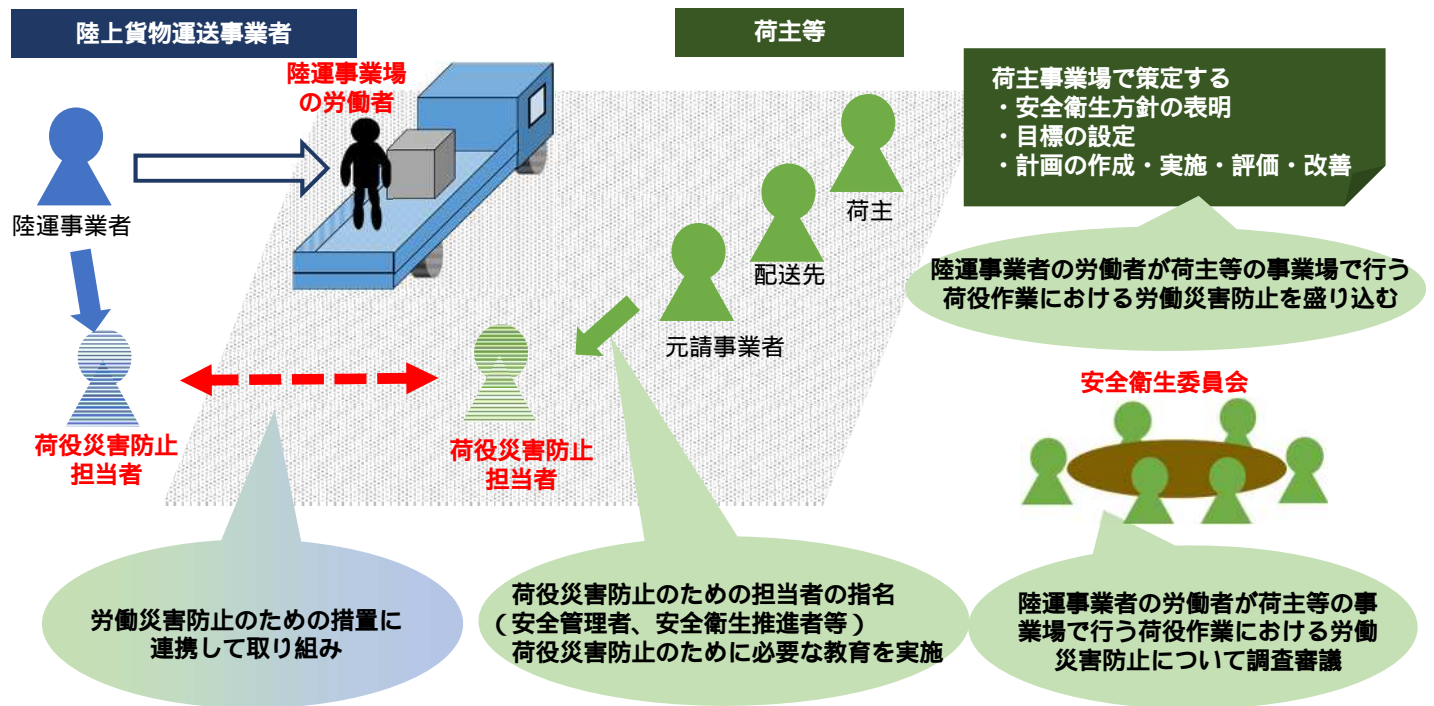 陸上貨物運送事業者
荷主等
陸運事業場
の労働者
陸運事業者
荷役災害防止
担当者
荷主
配送先
元請事業者
荷役災害防止
担当者
荷主事業場で策定する
・安全衛生方針の表明
・目標の設定
・計画の作成・実施・評価・改善
陸運事業者の労働者が荷主等の事業場で行う
荷役作業における労働災害防止を盛り込む
安全衛生委員会
労働災害防止のための措置に
連携して取り組み
荷役災害防止のための担当者の指名
（安全管理者、安全衛生推進者等）
荷役災害防止のために必要な教育を実施
陸運事業者の労働者が荷主等の事
業場で行う荷役作業における労働
災害防止について調査審議